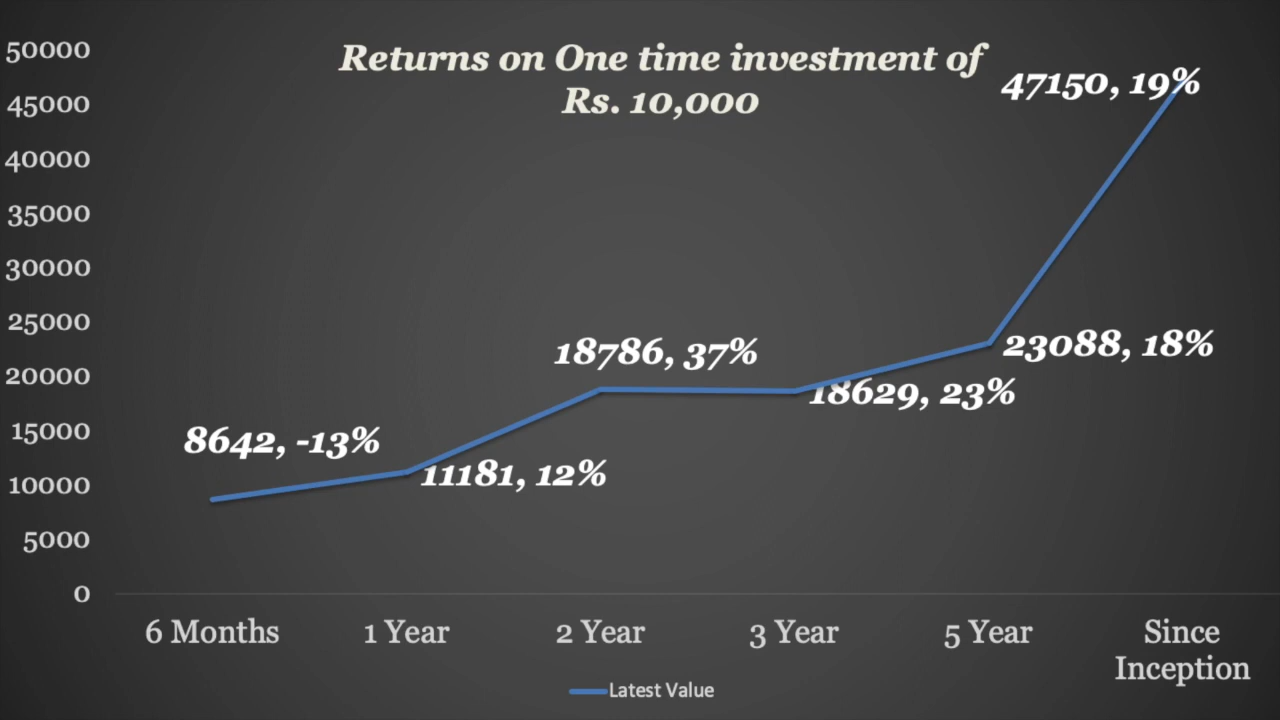 Returns on One time investment of
Rs. 10,000
50000
45000
40000
35000
30000
25000
20000
15000
10000
5000
0
47150, 19%
23088, 18%
18786, 37%
18629, 23%
8642, -13%
11181, 12%
6 Months
1 Year
2 Year
3 Year
5 Year
Since
Inception
Latest Value